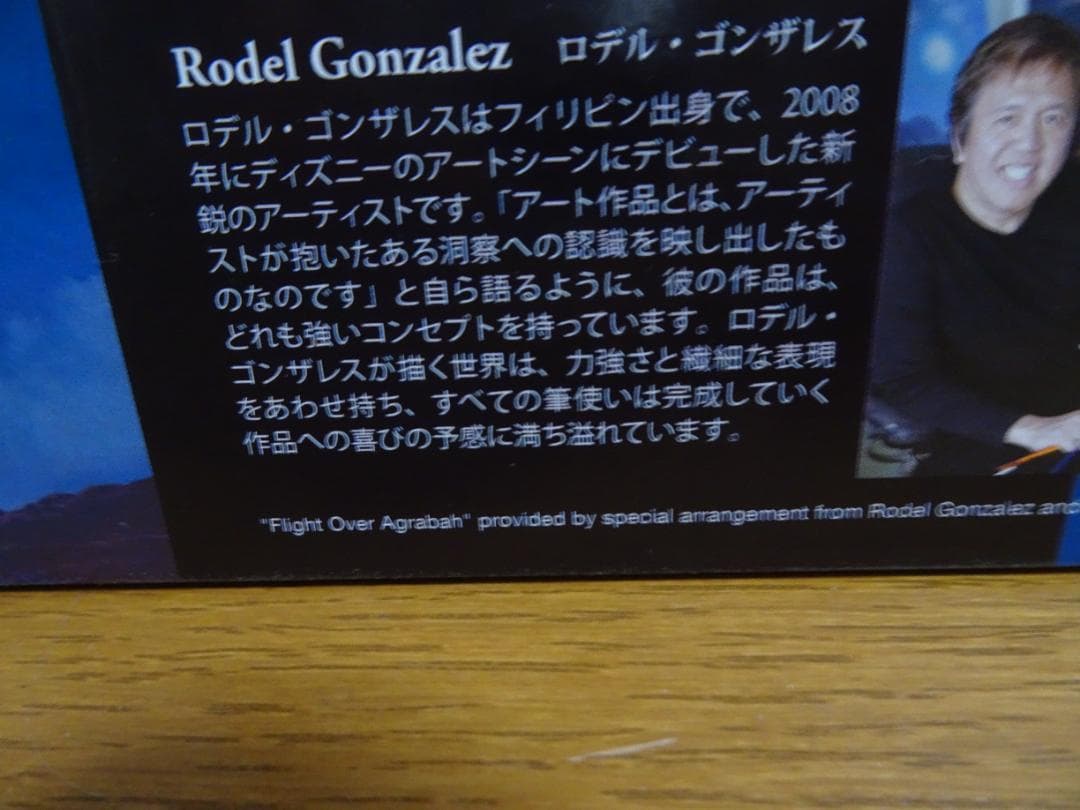 Rodel Gonzalez ロデル・ゴンザレス
ロデル・ゴンザレスはフィリピン出身で、2008
年にディズニーのアートシーンにデビューした新
鋭のアーティストです。「アート作品とは、アーティ
ストが抱いたある洞察への認識を映し出したも
のなのです」と自ら語るように、彼の作品は、
どれも強いコンセプトを持っています。ロデル・
ゴンザレスが描く世界は、力強さと繊細な表現
をあわせ持ち、すべての筆使いは完成していく
作品への喜びの予感に満ち溢れています。
"Flight Over Agrabah" provided by special arrangement from Rodel Gonzalez and